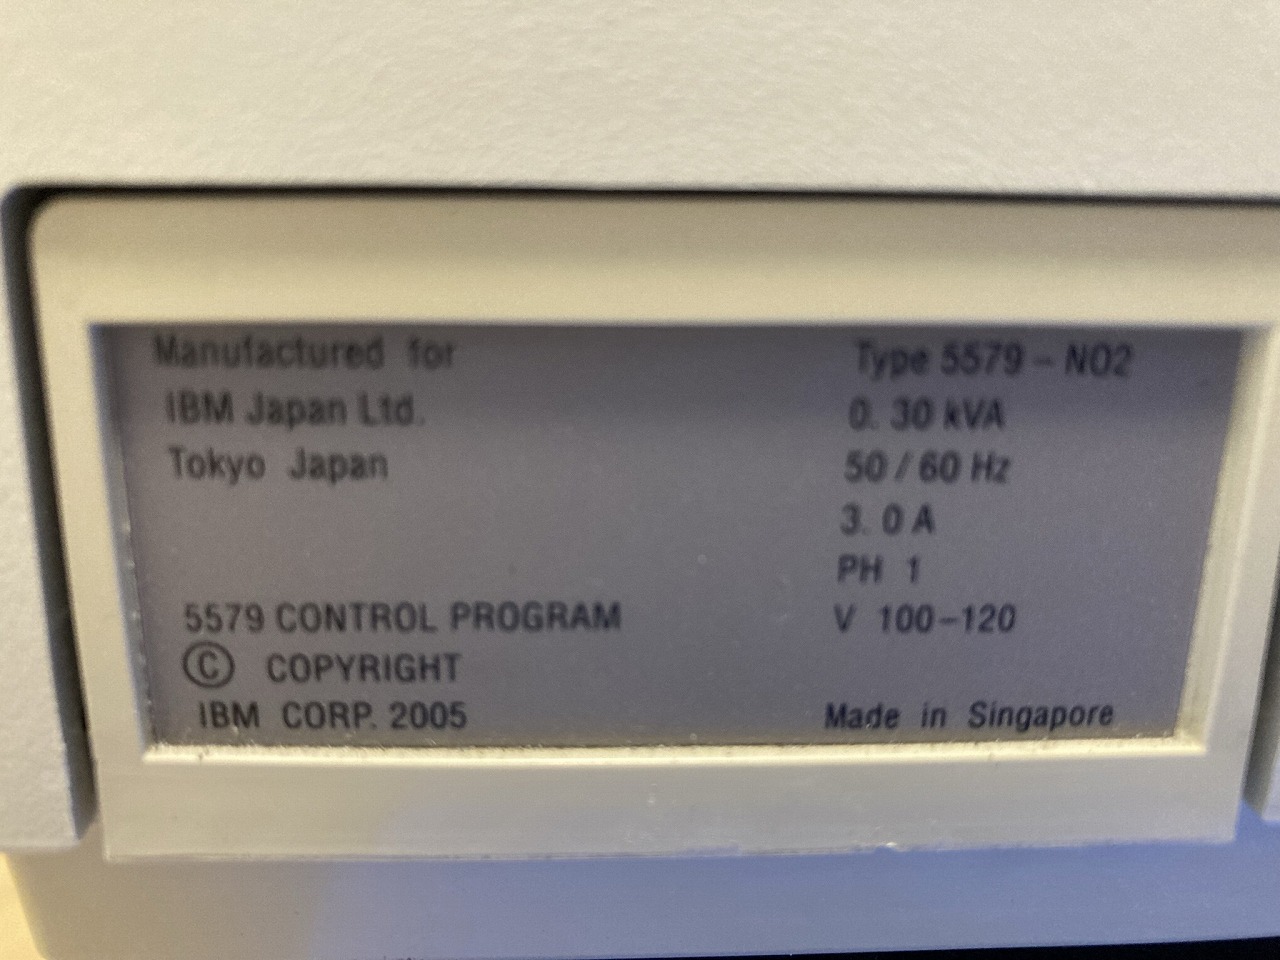 Manufactured for
IBM Japan Ltd.
Tokyo Japan
5579 CONTROL PROGRAM
© COPYRIGHT
IBM CORP. 2005
Type 5579 - N02
0. 30 kVA
50 / 60 Hz
3. 0 A
PH 1
V 100-120
Made in Singapore